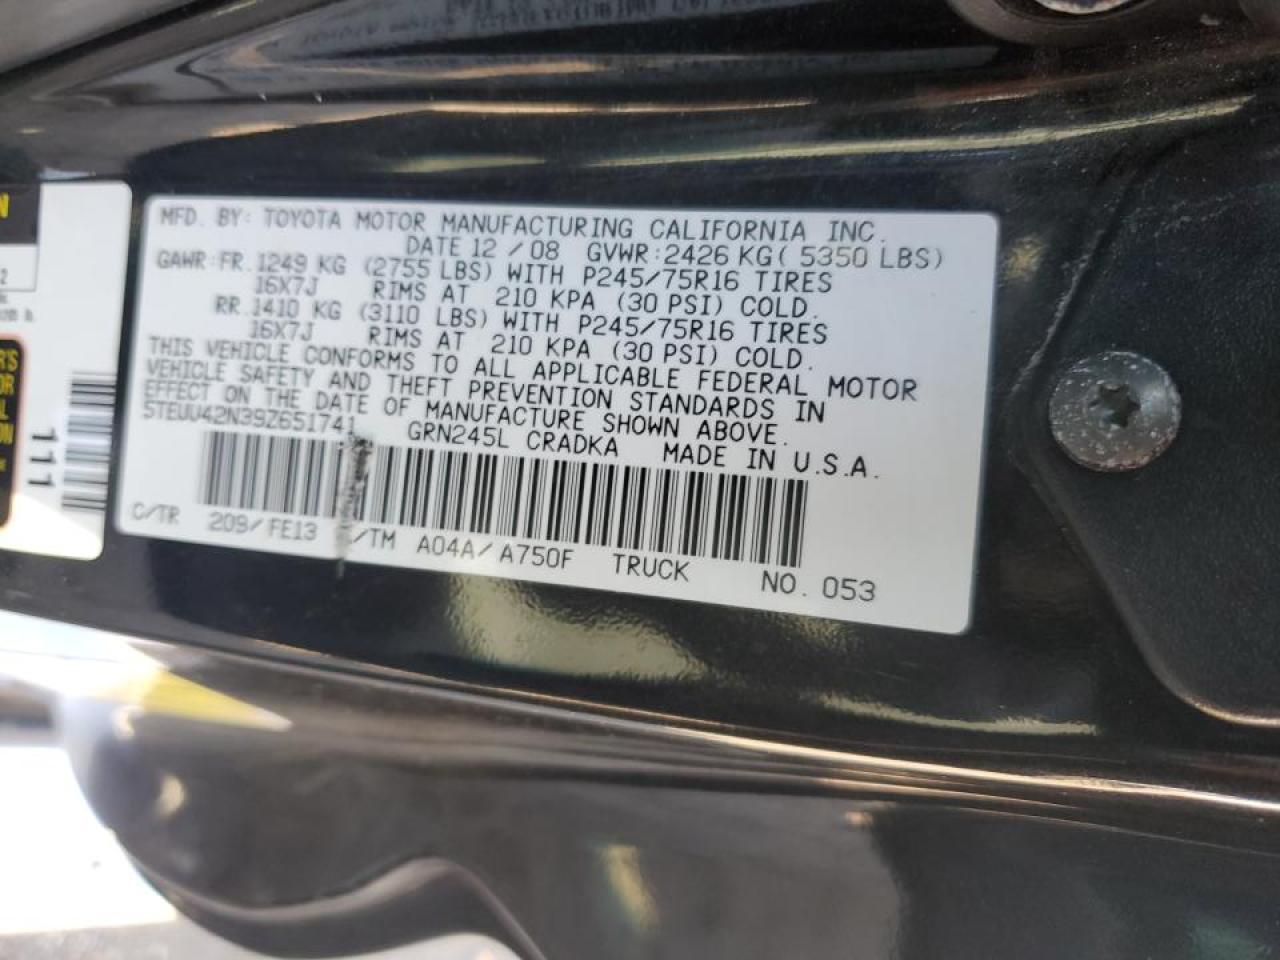 MFD. BY: TOYOTA MOTOR MANUFACTURING CALIFORNIA INC.
DATE 12 / 08 GVWR: 2426 KG ( 5350 LBS)
GAWR: FR. 1249 KG (2755 LBS) WITH P245/75R16 TIRES
16X7J RIMS AT 210 KPA (30 PSI) COLD.
RR. 1410 KG (3110 LBS) WITH P245/75R16 TIRES
16X7J RIMS AT 210 KPA (30 PSI) COLD.
THIS VEHICLE CONFORMS TO ALL APPLICABLE FEDERAL MOTOR
VEHICLE SAFETY AND THEFT PREVENTION STANDARDS IN
EFFECT ON THE DATE OF MANUFACTURE SHOWN ABOVE.
5TEUU42N39Z651741 GRN245L CRADKA MADE IN U.S.A.
C/TR 209/ FE13 /TM A04A/ A750F TRUCK NO. 053
111